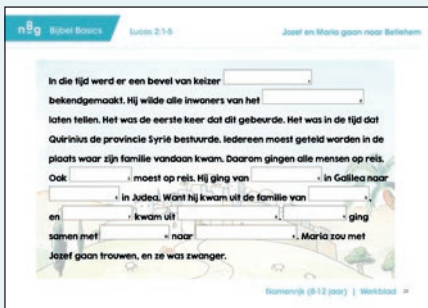 nBg Bijbel Basics Lucas 2:1-5 Jozef en Maria gaan naar Betlehem
In die tijd werd er een bevel van keizer
bekendgemaakt. Hij wilde alle inwoners van het
laten tellen. Het was de eerste keer dat dit gebeurde. Het was in de tijd dat
Quirinius de provincie Syrië bestuurde. Iedereen moest geteld worden in de
plaats waar zijn familie vandaan kwam. Daarom gingen alle mensen op reis.
Ook moest op reis. Hij ging van in Galilea naar
in Judea. Want hij kwam uit de familie van
en kwam uit ging
samen met naar . Maria zou met
Jozef gaan trouwen, en ze was zwanger.
Namenrijk (8-12 jaar) | Werkblad